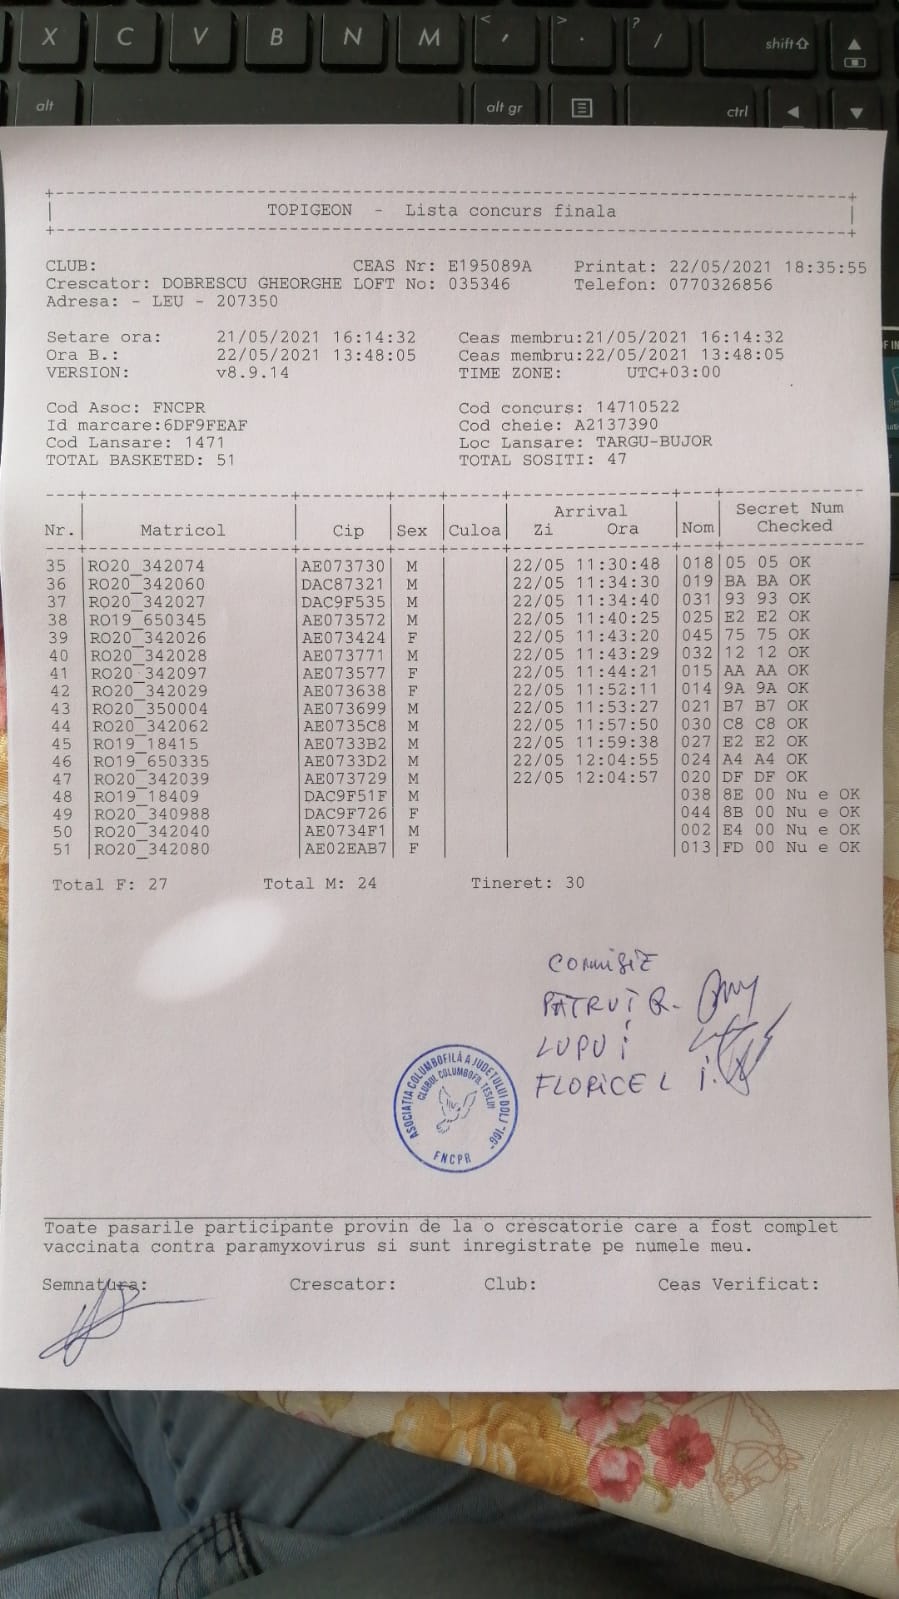 X C V B N M < , > . ? / shift
alt alt gr ctrl
TOPIGEON - Lista concurs finala
CLUB: CEAS Nr: E195089A Printat: 22/05/2021 18:35:55
Crescator: DOBRESCU GHEORGHE LOFT No: 035346 Telefon: 0770326856
Adresa: - LEU - 207350
Setare ora: 21/05/2021 16:14:32 Ceas membru:21/05/2021 16:14:32
Ora B.: 22/05/2021 13:48:05 Ceas membru:22/05/2021 13:48:05
VERSION: v8.9.14 TIME ZONE: UTC+03:00
Cod Asoc: FNCPR Cod concurs: 14710522
Id marcare:6DF9FEAF Cod cheie: A2137390
Cod Lansare: 1471 Loc Lansare: TARGU-BUJOR
TOTAL BASKETED: 51 TOTAL SOSITI: 47
Arrival Secret Num
Nr. Matricol Cip Sex Culoa Zi Ora Nom Checked
35 RO20_342074 AE073730 M 22/05 11:30:48 018 05 05 OK
36 RO20_342060 DAC87321 M 22/05 11:34:30 019 BA BA OK
37 RO20_342027 DAC9F535 M 22/05 11:34:40 031 93 93 OK
38 RO19_650345 AE073572 M 22/05 11:40:25 025 E2 E2 OK
39 RO20_342026 AE073424 F 22/05 11:43:20 045 75 75 OK
40 RO20_342028 AE073771 M 22/05 11:43:29 032 12 12 OK
41 RO20_342097 AE073577 F 22/05 11:44:21 015 AA AA OK
42 RO20_342029 AE073638 F 22/05 11:52:11 014 9A 9A OK
43 RO20_350004 AE073699 M 22/05 11:53:27 021 B7 B7 OK
44 RO20_342062 AE0735C8 M 22/05 11:57:50 030 C8 C8 OK
45 RO19_18415 AE0733B2 M 22/05 11:59:38 027 E2 E2 OK
46 RO19_650335 AE0733D2 M 22/05 12:04:55 024 A4 A4 OK
47 RO20_342039 AE073729 M 22/05 12:04:57 020 DF DF OK
48 RO19_18409 DAC9F51F M 038 8E 00 Nu e OK
49 RO20_340988 DAC9F726 F 044 8B 00 Nu e OK
50 RO20_342040 AE0734F1 M 002 E4 00 Nu e OK
51 RO20_342080 AE02EAB7 F 013 FD 00 Nu e OK
Total F: 27 Total M: 24 Tineret: 30
COMISIE
PĂTRUȚ R.
LUPU I
FLORICEL I.
ASOCIAȚIA COLUMBOFILĂ A JUDEȚULUI DOLJ
CLUBUL COLUMBOFIL TESLUI
FNCPR
Toate pasarile participante provin de la o crescatorie care a fost complet
vaccinata contra paramyxovirus si sunt inregistrate pe numele meu.
Semnatura: Crescator: Club: Ceas Verificat: